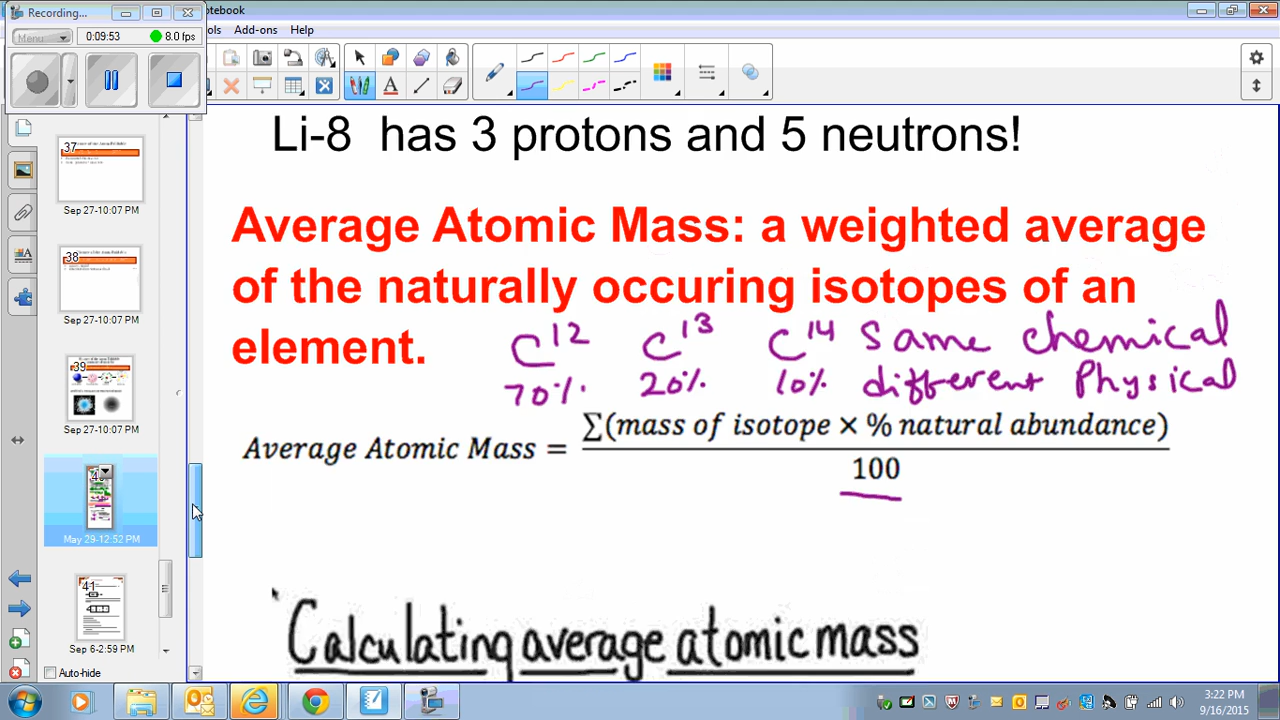 Recording...
otebook
Menu
0:09:53
8.0 fps
ols Add-ons Help
37
Sep 27-10:07 PM
38
Sep 27-10:07 PM
39
Sep 27-10:07 PM
May 29-12:52 PM
41
Sep 6-2:59 PM
Auto-hide
Li-8 has 3 protons and 5 neutrons!
Average Atomic Mass: a weighted average
of the naturally occuring isotopes of an
element.
C12 C13 C14 same chemical
70% 20% 10% different Physical
Average Atomic Mass = ∑(mass of isotope × % natural abundance)
100
Calculating average atomic mass
3:22 PM
9/16/2015